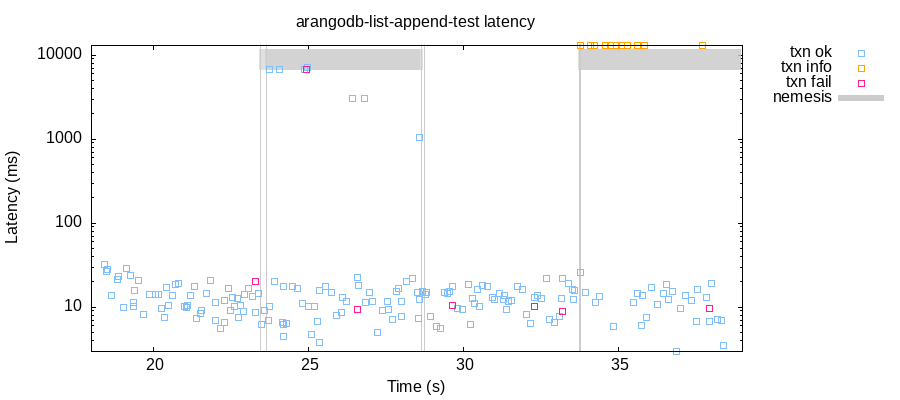 arangodb-list-append-test latency
10000
1000
100
10
Latency (ms)
20
25
30
35
Time (s)
txn ok
txn info
txn fail
nemesis